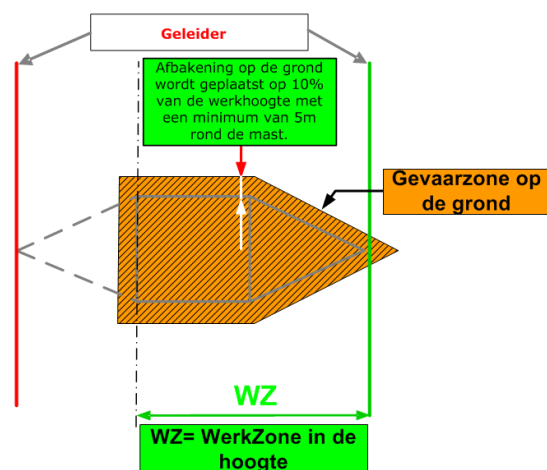 Geleider
Afbakening op de grond
wordt geplaatst op 10%
van de werkhoogte met
een minimum van 5m
rond de mast.
Gevaarzone op
de grond
WZ
WZ= WerkZone in de
hoogte